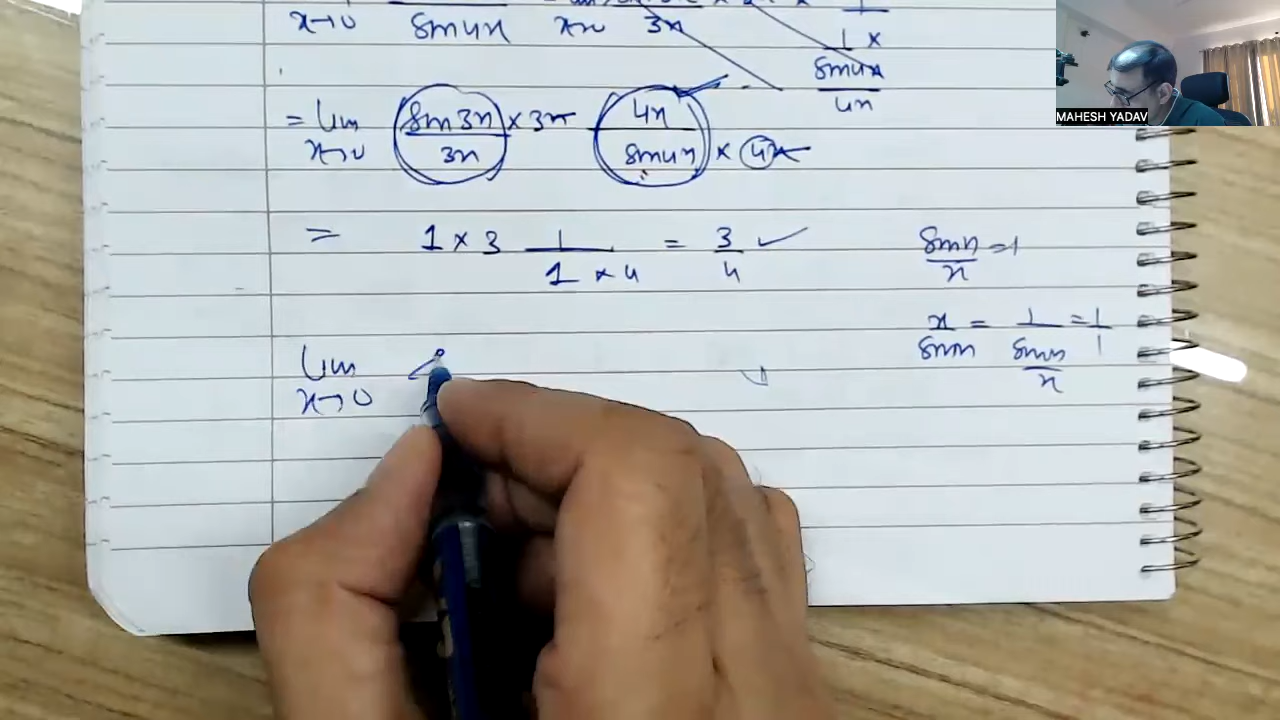 x→0 sin4x x→0 3x 1 ×
sin4x
4x
= lim sin3x/3x × 3x 4x/sin4x × 4x
x→0
= 1 × 3 1/1 × 4 = 3/4 ✓
sinx/x = 1
x/sinx = 1/(sinx/x) = 1/1
lim
x→0
MAHESH YADAV